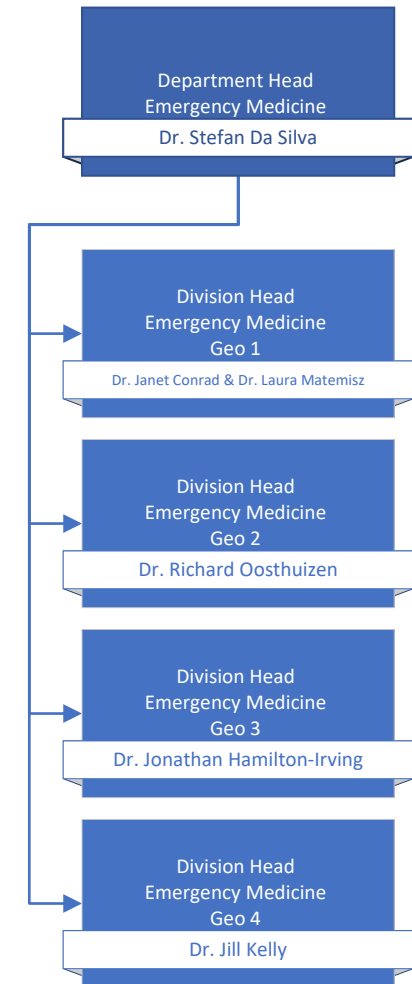 Department Head
Emergency Medicine
Dr. Stefan Da Silva
Division Head
Emergency Medicine
Geo 1
Dr. Janet Conrad & Dr. Laura Matemisz
Division Head
Emergency Medicine
Geo 2
Dr. Richard Oosthuizen
Division Head
Emergency Medicine
Geo 3
Dr. Jonathan Hamilton-Irving
Division Head
Emergency Medicine
Geo 4
Dr. Jill Kelly